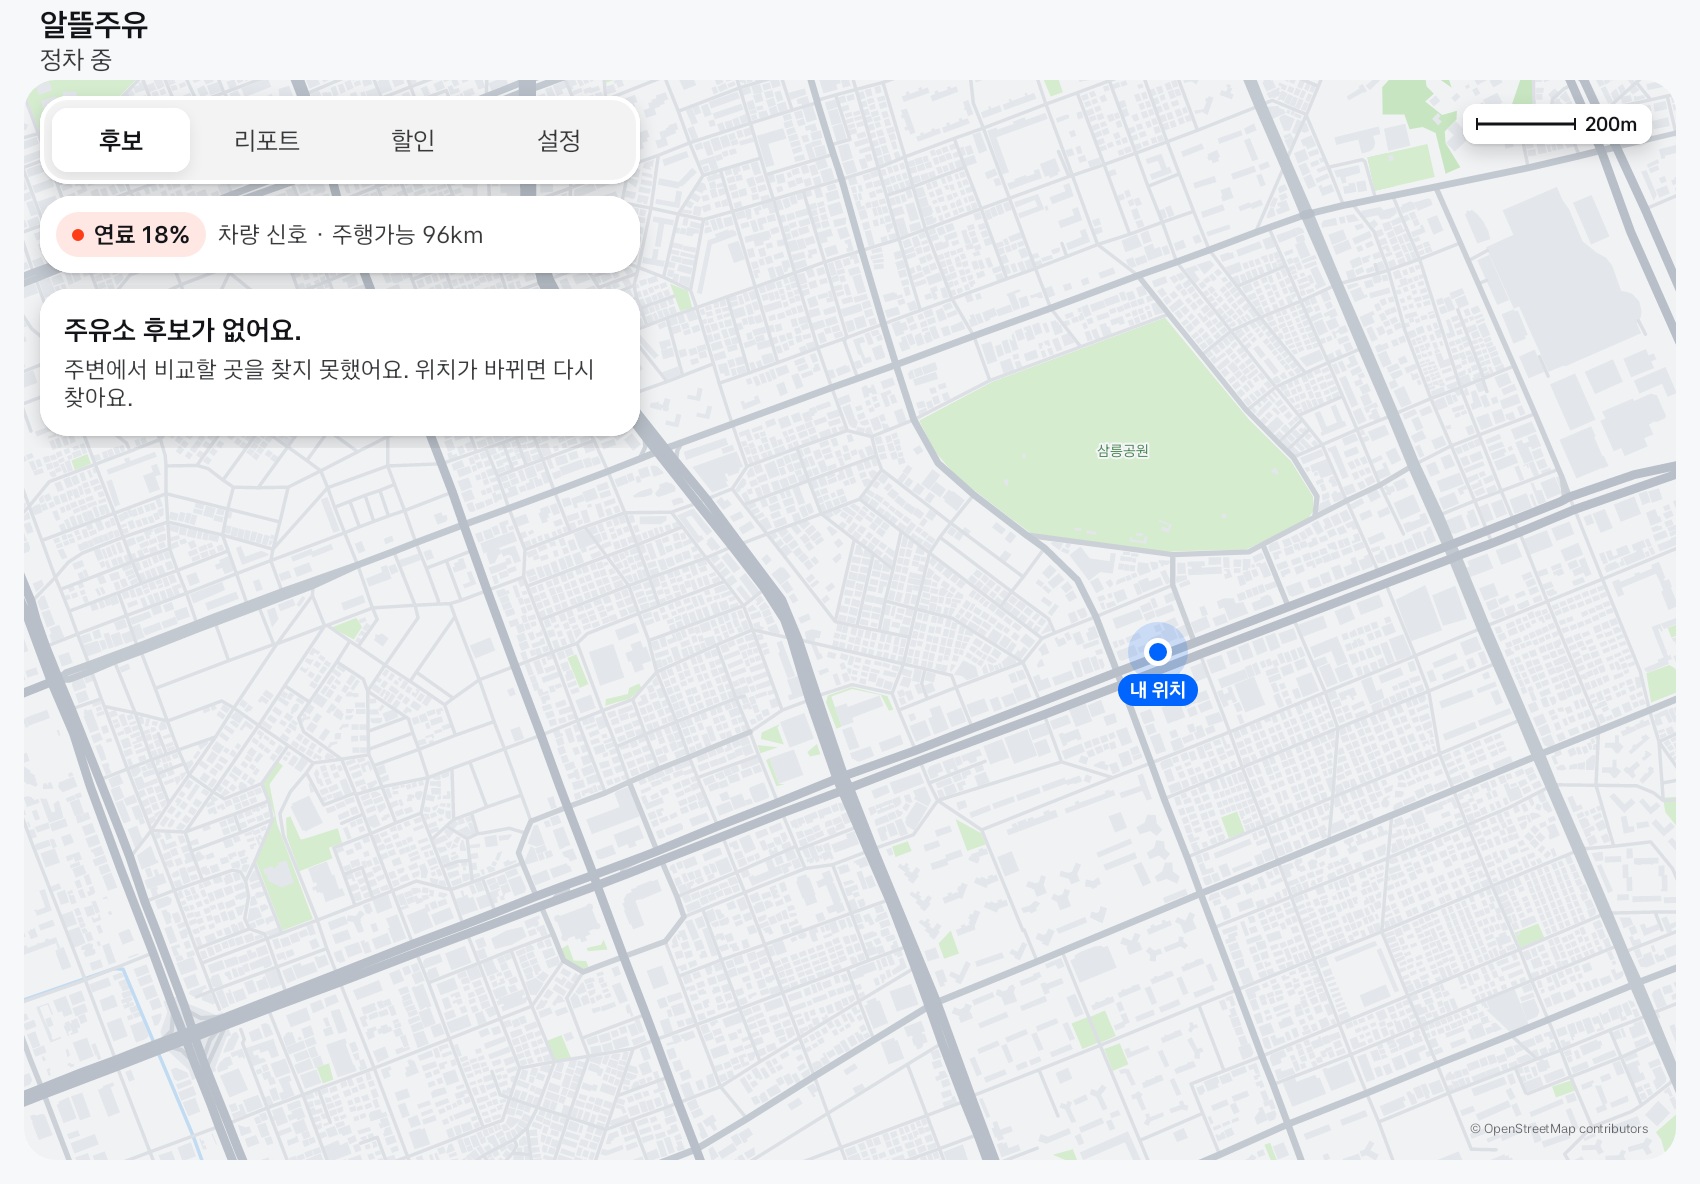 알뜰주유
정차 중
후보 리포트 할인 설정
200m
연료 18% 차량 신호 · 주행가능 96km
주유소 후보가 없어요.
주변에서 비교할 곳을 찾지 못했어요. 위치가 바뀌면 다시
찾아요.
삼릉공원
내 위치
© OpenStreetMap contributors